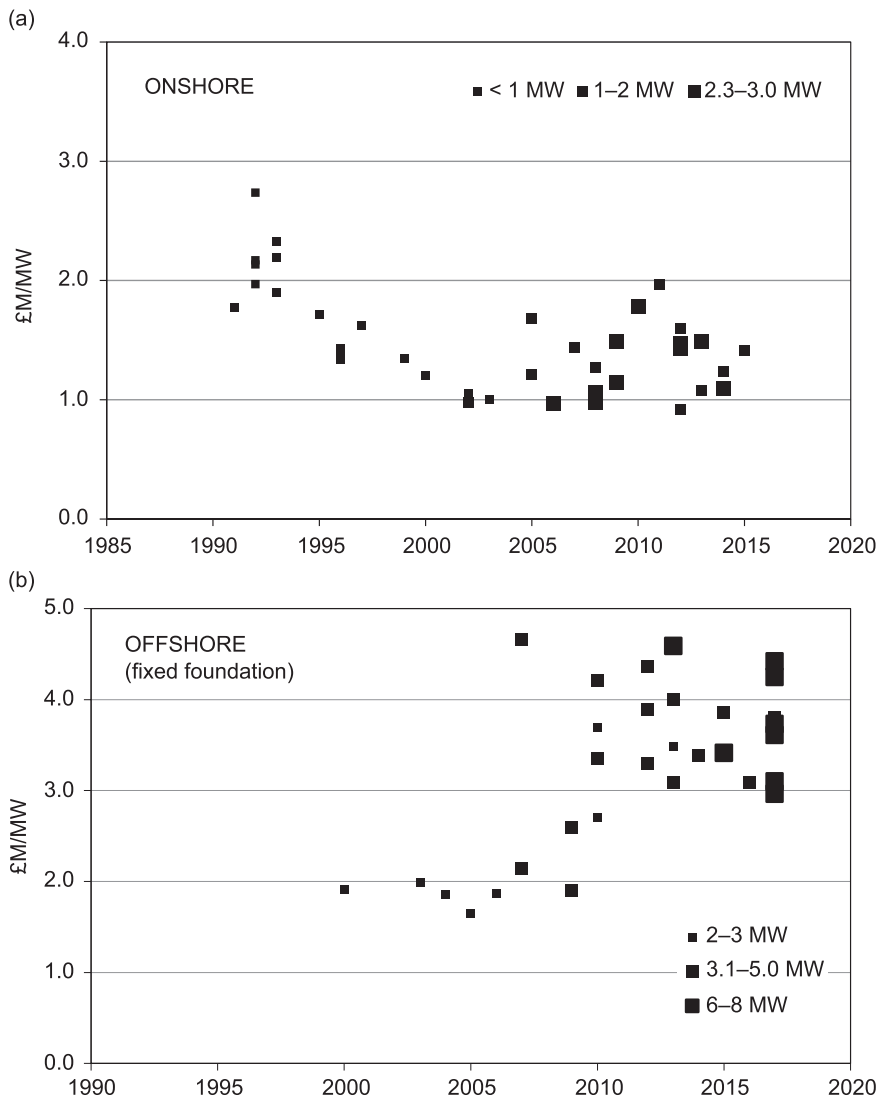 (a)
4.0
ONSHORE
< 1 MW 1–2 MW 2.3–3.0 MW
3.0
£M/MW
2.0
1.0
0.0
1985 1990 1995 2000 2005 2010 2015 2020
(b)
5.0
OFFSHORE
(fixed foundation)
4.0
3.0
£M/MW
2.0
2–3 MW
1.0
3.1–5.0 MW
6–8 MW
0.0
1990 1995 2000 2005 2010 2015 2020